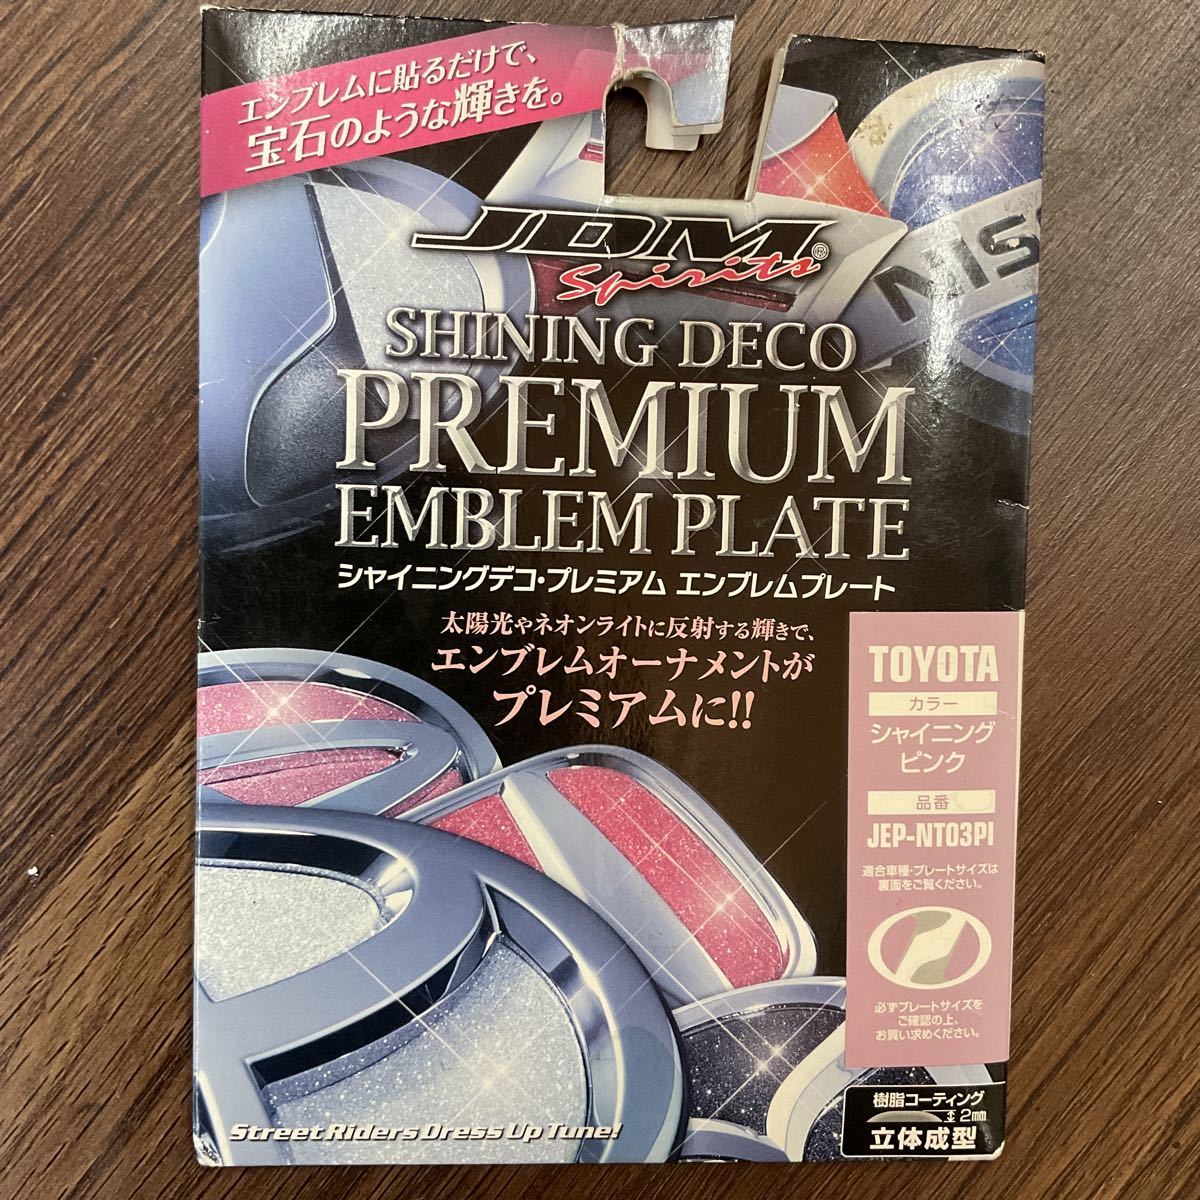 エンブレムに貼るだけで、
宝石のような輝きを。
NISS
JDM®
Spirits
SHINING DECO
PREMIUM
EMBLEM PLATE
シャイニングデコ・プレミアム エンブレムプレート
太陽光やネオンライトに反射する輝きで、
エンブレムオーナメントが
プレミアムに!!
TOYOTA
カラー
シャイニング
ピンク
品番
JEP-NT03PI
適合車種・プレートサイズは
裏面をご覧ください。
必ずプレートサイズを
ご確認の上、
お買い求めください。
樹脂コーティング
2mm
立体成型
Street Riders Dress Up Tune!